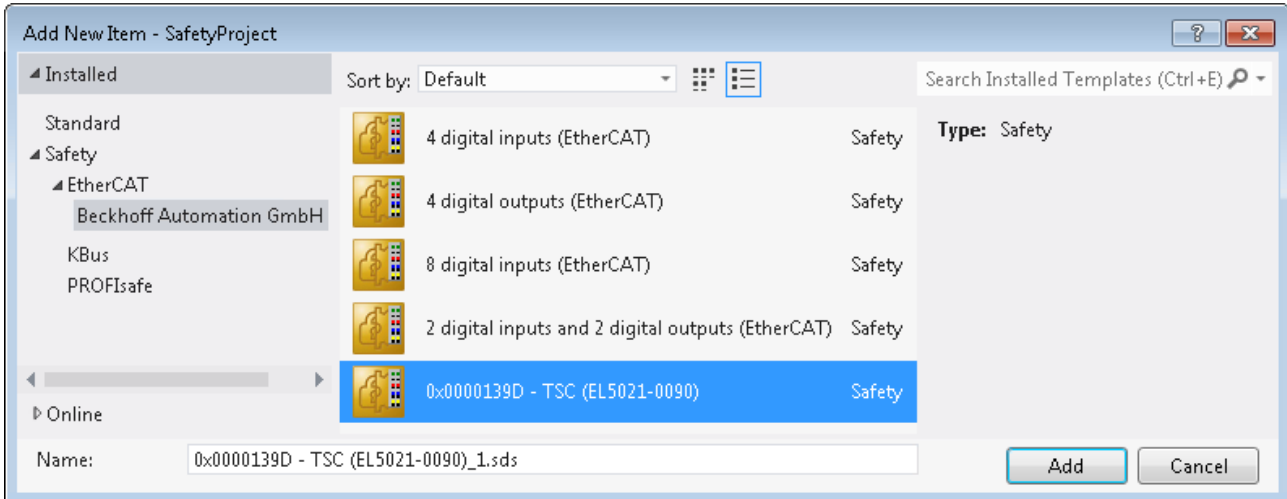 Add New Item - SafetyProject
Installed
Sort by: Default
Search Installed Templates (Ctrl+E)
Standard
Safety
EtherCAT
Beckhoff Automation GmbH
KBus
PROFIsafe
Online
4 digital inputs (EtherCAT) Safety
4 digital outputs (EtherCAT) Safety
8 digital inputs (EtherCAT) Safety
2 digital inputs and 2 digital outputs (EtherCAT) Safety
0x0000139D - TSC (EL5021-0090) Safety
Type: Safety
Name: 0x0000139D - TSC (EL5021-0090)_1.sds
Add Cancel